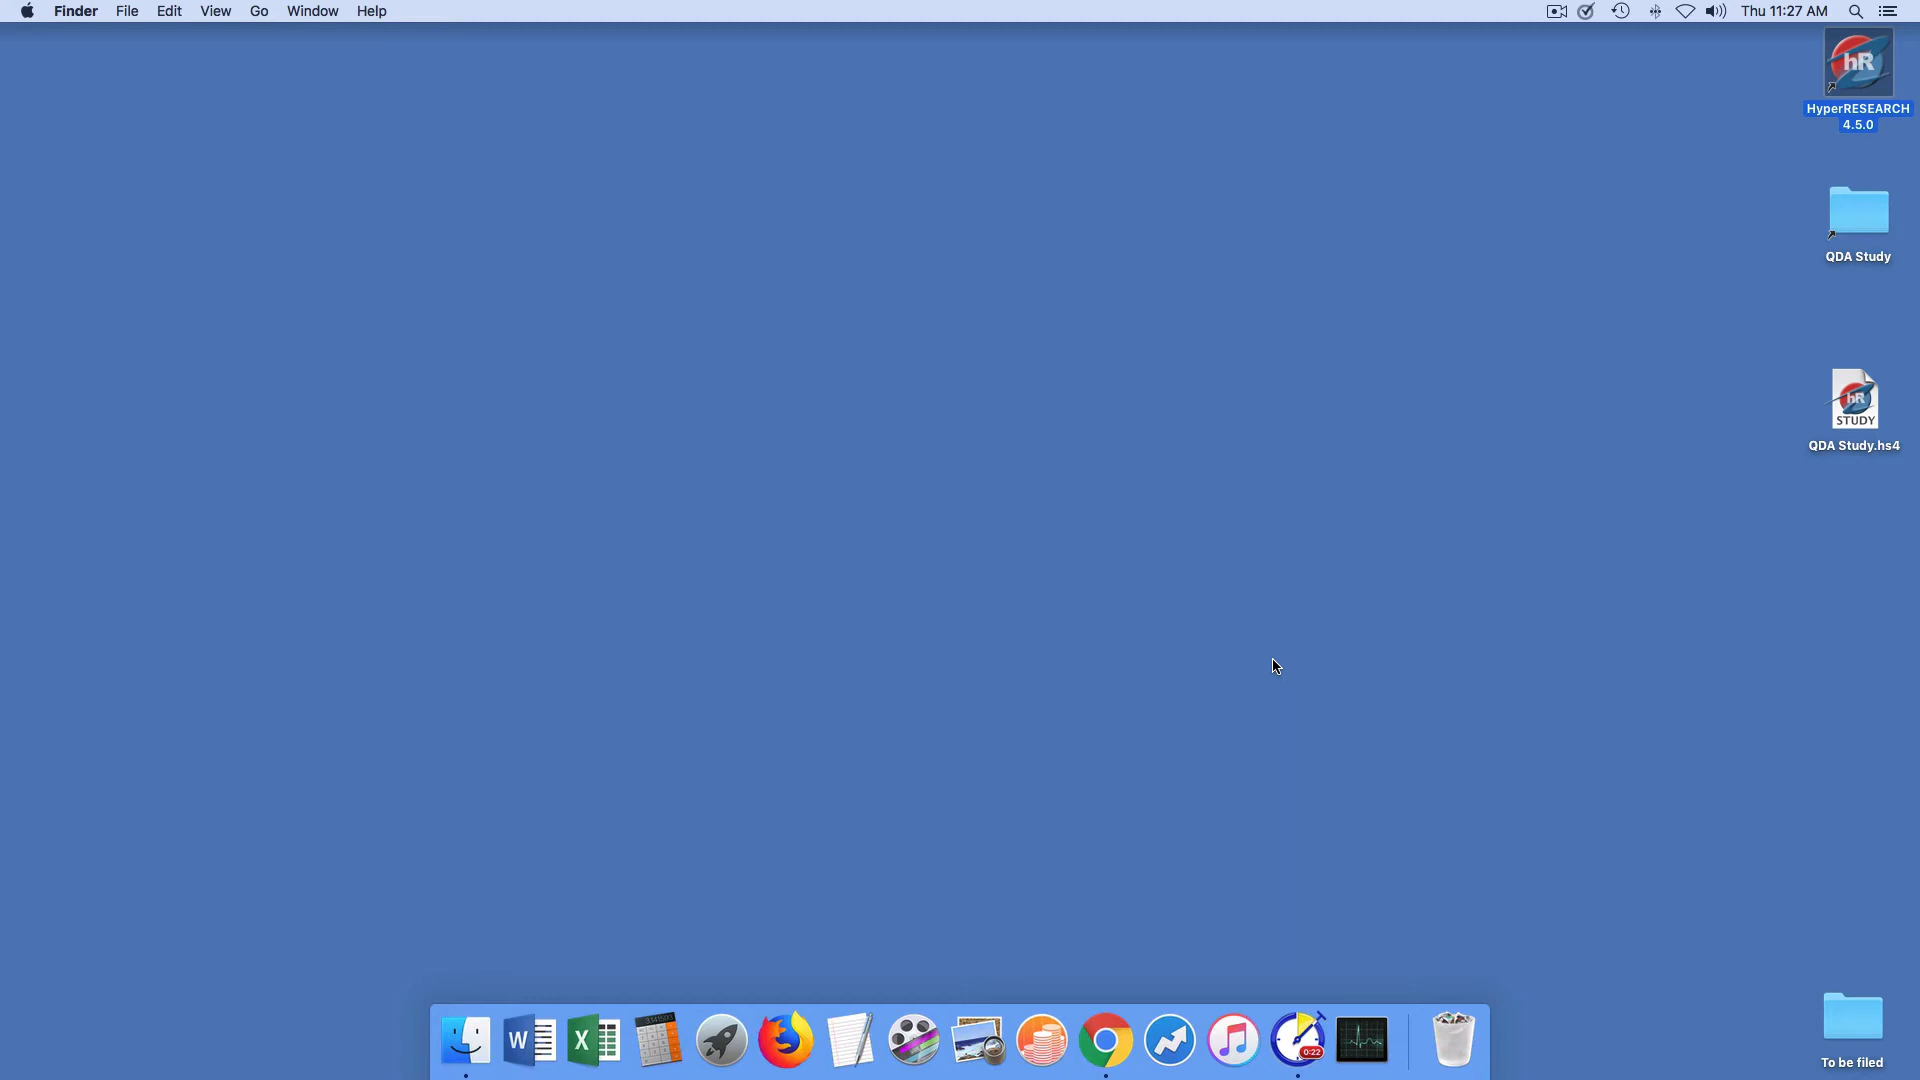 Finder File Edit View Go Window Help Thu 11:27 AM
hR
HyperRESEARCH
4.5.0
QDA Study
hR
STUDY
QDA Study.hs4
W X 0:22
To be filed